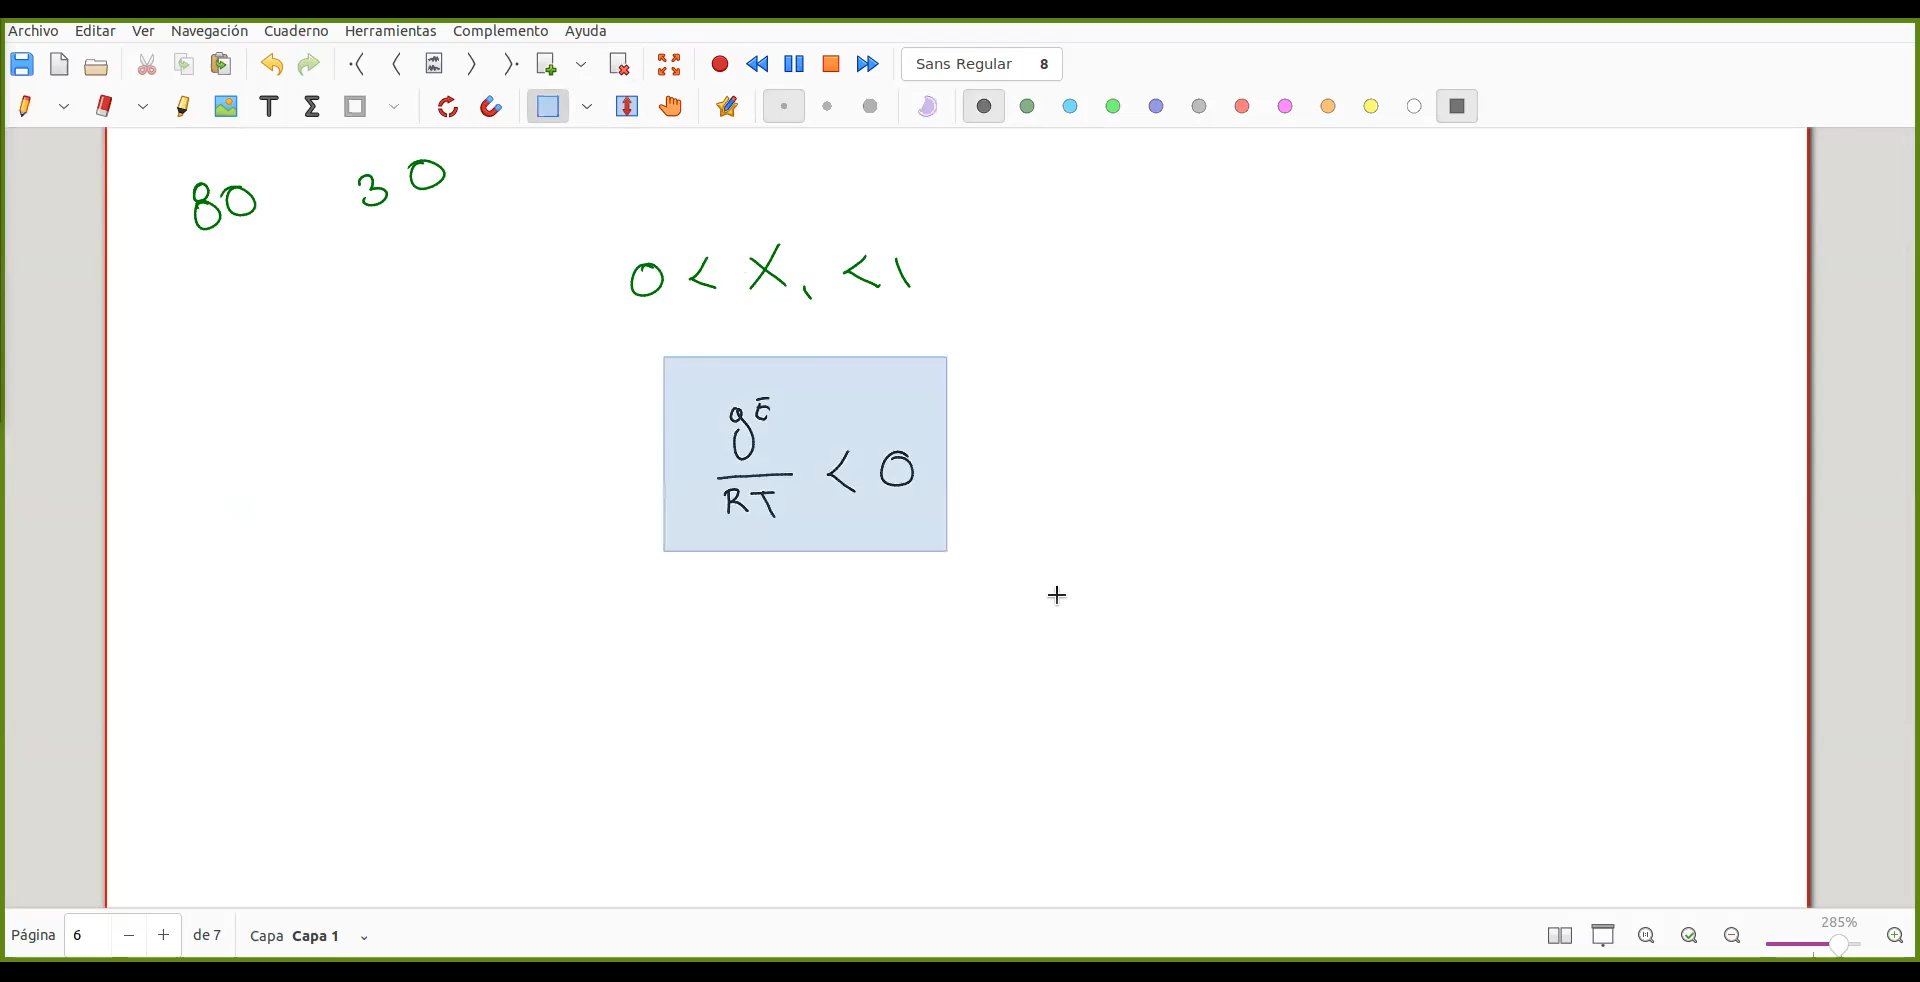 Archivo Editar Ver Navegación Cuaderno Herramientas Complemento Ayuda
Sans Regular 8
80 30
0 < X₁ < 1
g^E
RT
< 0
285%
Página 6 − + de 7 Capa Capa 1